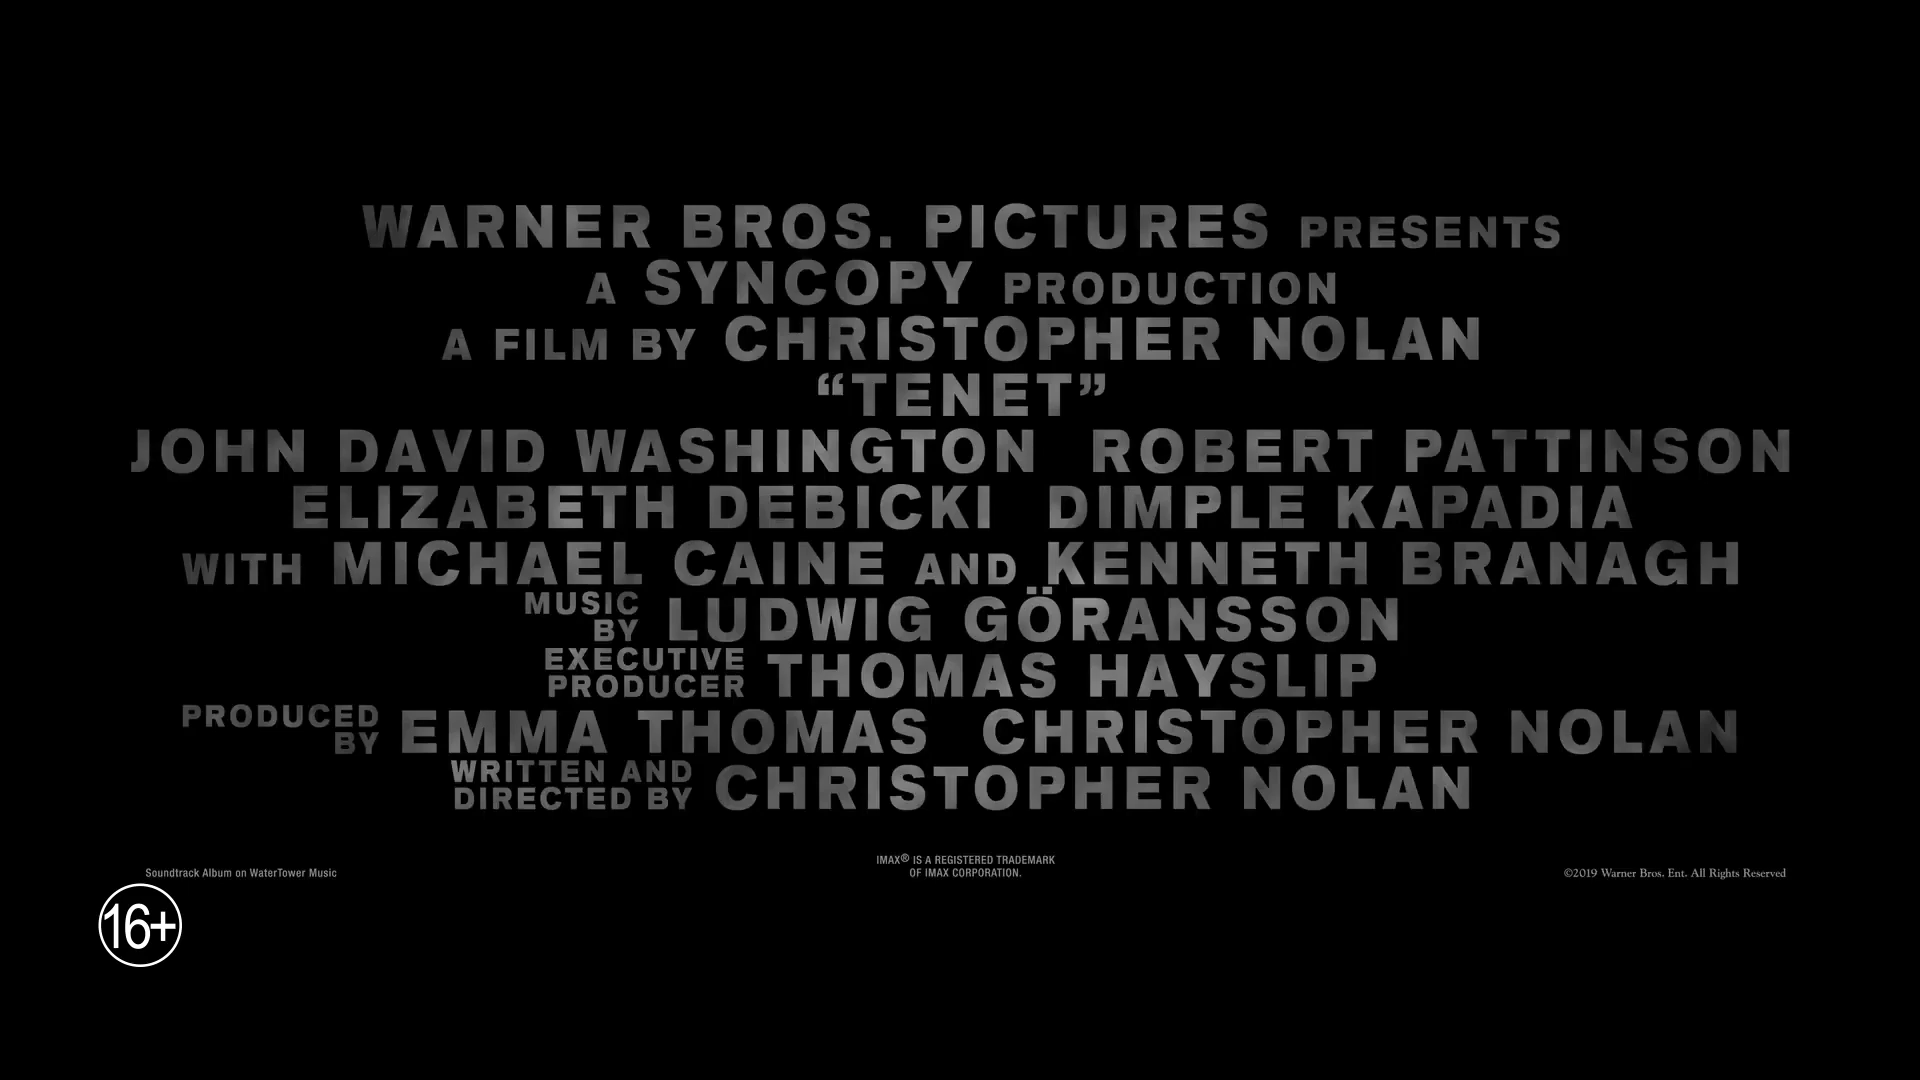 WARNER BROS. PICTURES PRESENTS
A SYNCOPY PRODUCTION
A FILM BY CHRISTOPHER NOLAN
“TENET”
JOHN DAVID WASHINGTON ROBERT PATTINSON
ELIZABETH DEBICKI DIMPLE KAPADIA
WITH MICHAEL CAINE AND KENNETH BRANAGH
MUSIC BY LUDWIG GÖRANSSON
EXECUTIVE PRODUCER THOMAS HAYSLIP
PRODUCED BY EMMA THOMAS CHRISTOPHER NOLAN
WRITTEN AND DIRECTED BY CHRISTOPHER NOLAN
Soundtrack Album on WaterTower Music
IMAX® IS A REGISTERED TRADEMARK
OF IMAX CORPORATION.
©2019 Warner Bros. Ent. All Rights Reserved
16+